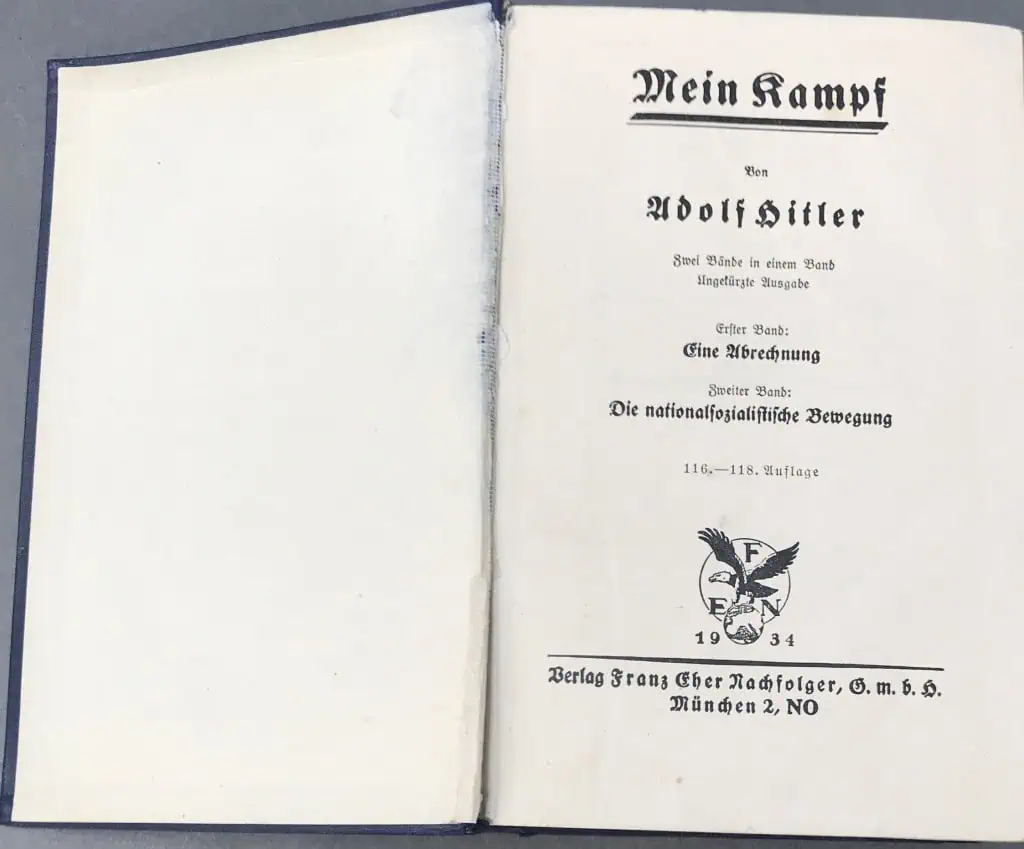 Mein Kampf
Von
Adolf Hitler
Zwei Bände in einem Band
Ungekürzte Ausgabe
Erster Band:
Eine Abrechnung
Zweiter Band:
Die nationalsozialistische Bewegung
116.—118. Auflage
F
E N
19 34
Verlag Franz Eher Nachfolger, G. m. b. H.
München 2, NO